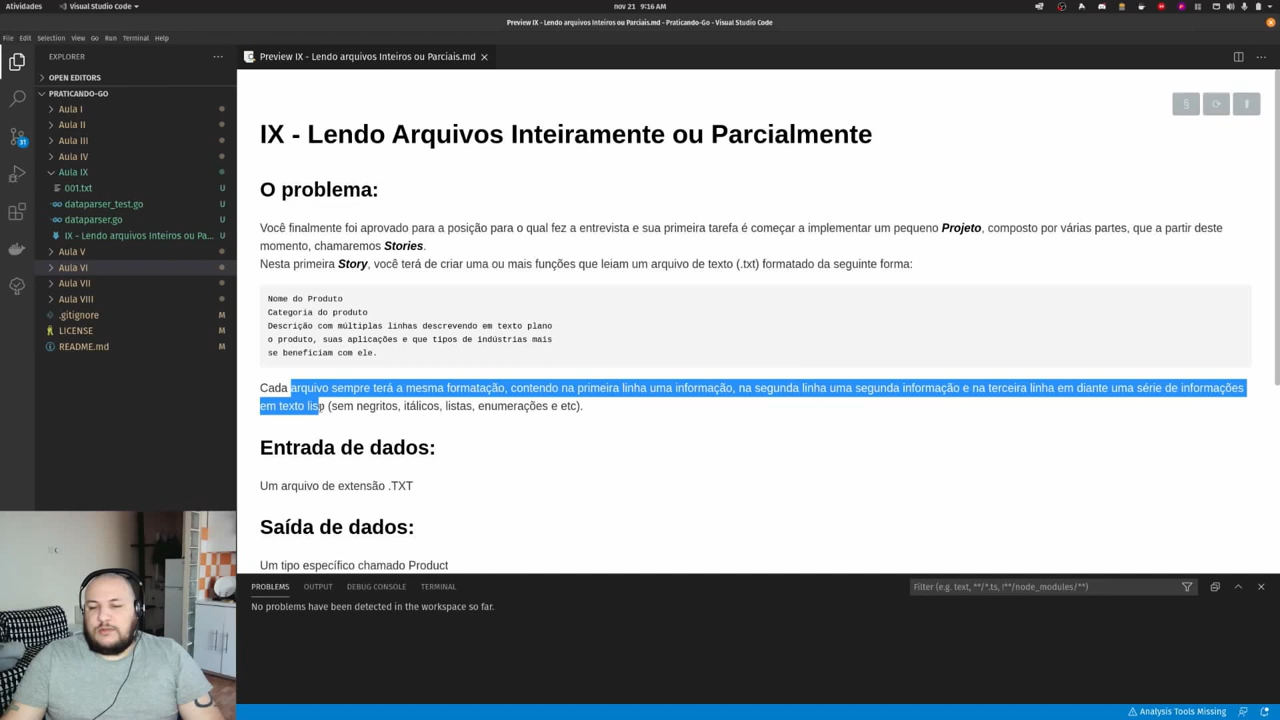 Atividades
Visual Studio Code
nov 21 9:16 AM
Preview IX - Lendo arquivos Inteiros ou Parciais.md - Praticando-Go - Visual Studio Code
File Edit Selection View Go Run Terminal Help
EXPLORER
Preview IX - Lendo arquivos Inteiros ou Parciais.md
OPEN EDITORS
PRATICANDO-GO
Aula I
Aula II
Aula III
Aula IV
Aula IX
001.txt U
dataparser_test.go U
dataparser.go U
IX - Lendo arquivos Inteiros ou Pa... U
Aula V
Aula VI
Aula VII
Aula VIII
.gitignore M
LICENSE M
README.md M
31
§
IX - Lendo Arquivos Inteiramente ou Parcialmente
O problema:
Você finalmente foi aprovado para a posição para o qual fez a entrevista e sua primeira tarefa é começar a implementar um pequeno Projeto, composto por várias partes, que a partir deste
momento, chamaremos Stories.
Nesta primeira Story, você terá de criar uma ou mais funções que leiam um arquivo de texto (.txt) formatado da seguinte forma:
Nome do Produto
Categoria do produto
Descrição com múltiplas linhas descrevendo em texto plano
o produto, suas aplicações e que tipos de indústrias mais
se beneficiam com ele.
Cada arquivo sempre terá a mesma formatação, contendo na primeira linha uma informação, na segunda linha uma segunda informação e na terceira linha em diante uma série de informações
em texto liso (sem negritos, itálicos, listas, enumerações e etc).
Entrada de dados:
Um arquivo de extensão .TXT
Saída de dados:
Um tipo específico chamado Product
PROBLEMS OUTPUT DEBUG CONSOLE TERMINAL
Filter (e.g. text, **/*.ts, !**/node_modules/**)
No problems have been detected in the workspace so far.
Analysis Tools Missing